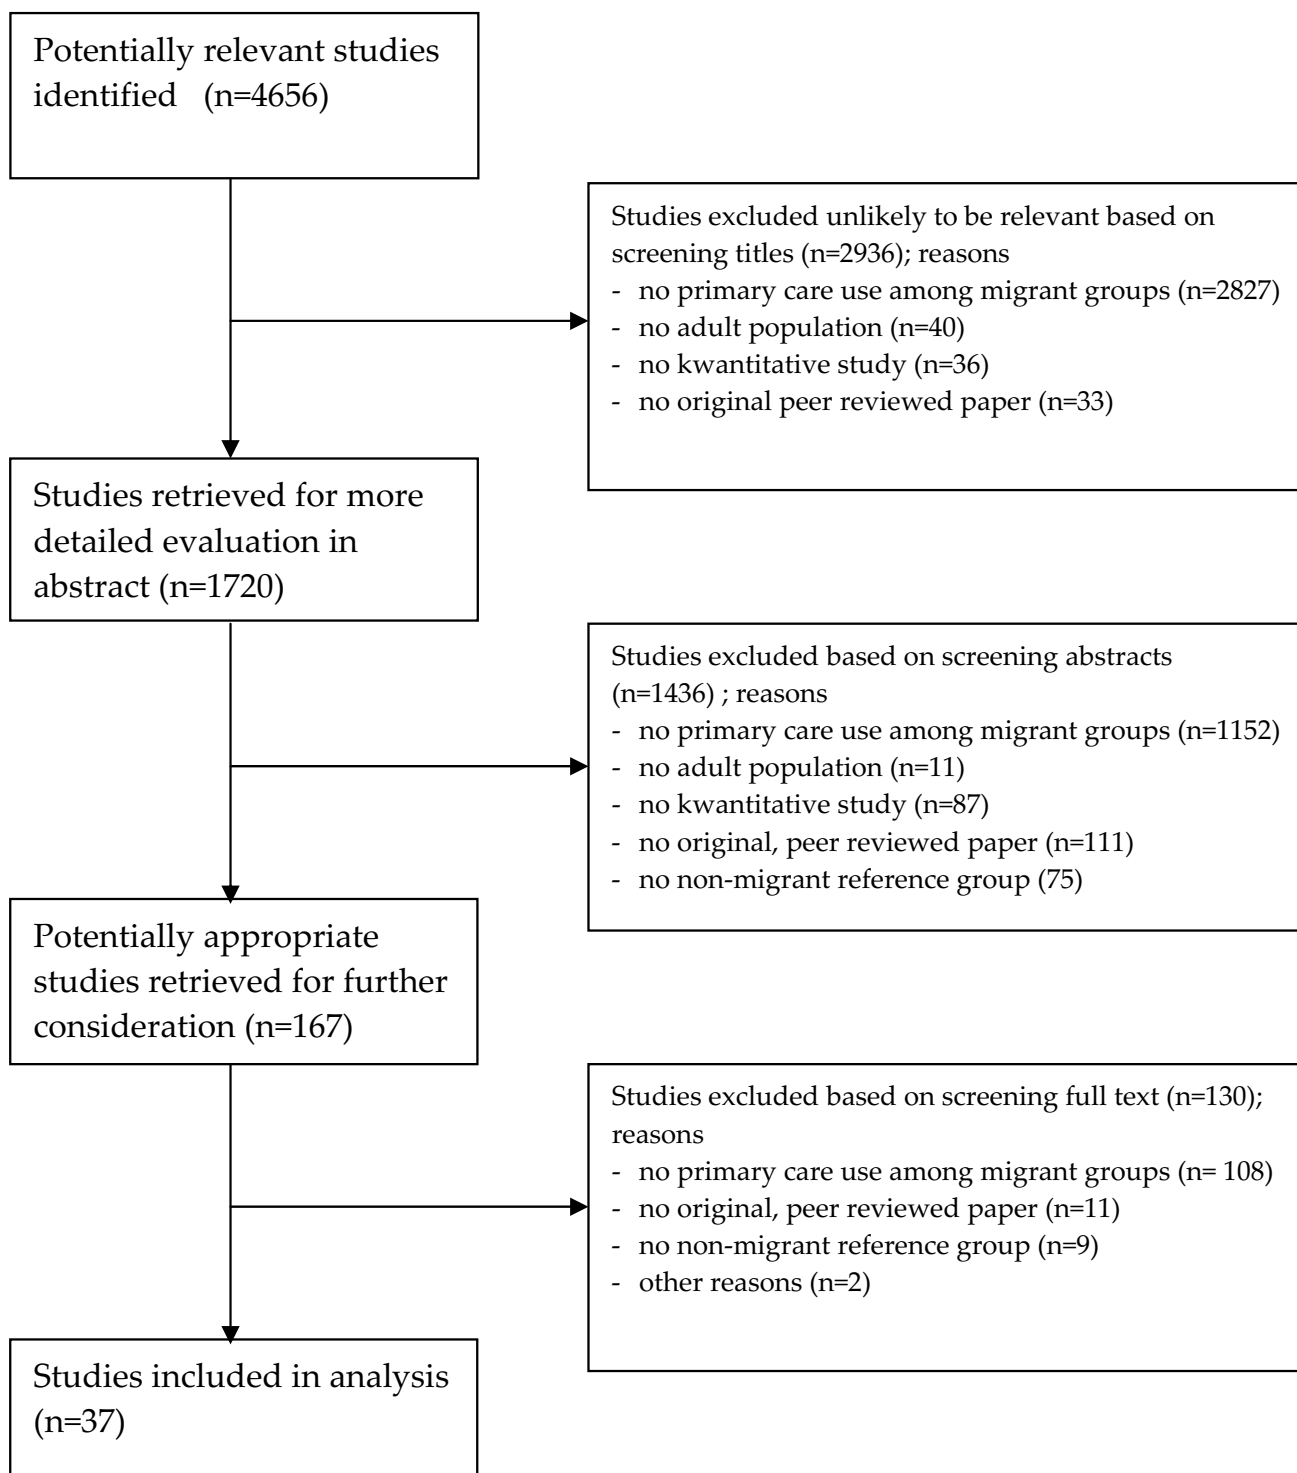 Potentially relevant studies
identified (n=4656)
Studies excluded unlikely to be relevant based on
screening titles (n=2936); reasons
- no primary care use among migrant groups (n=2827)
- no adult population (n=40)
- no kwantitative study (n=36)
- no original peer reviewed paper (n=33)
Studies retrieved for more
detailed evaluation in
abstract (n=1720)
Studies excluded based on screening abstracts
(n=1436) ; reasons
- no primary care use among migrant groups (n=1152)
- no adult population (n=11)
- no kwantitative study (n=87)
- no original, peer reviewed paper (n=111)
- no non-migrant reference group (75)
Potentially appropriate
studies retrieved for further
consideration (n=167)
Studies excluded based on screening full text (n=130);
reasons
- no primary care use among migrant groups (n= 108)
- no original, peer reviewed paper (n=11)
- no non-migrant reference group (n=9)
- other reasons (n=2)
Studies included in analysis
(n=37)